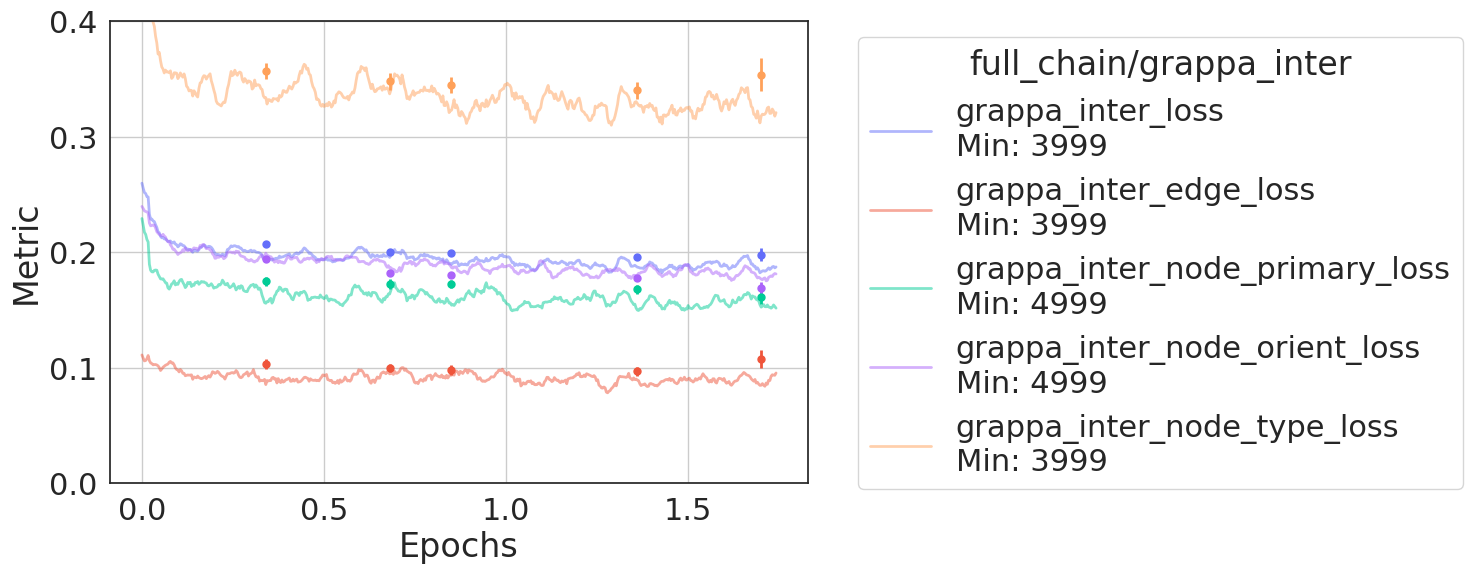 0.4
0.3
0.2
0.1
0.0
Metric
0.0 0.5 1.0 1.5
Epochs
full_chain/grappa_inter
grappa_inter_loss
Min: 3999
grappa_inter_edge_loss
Min: 3999
grappa_inter_node_primary_loss
Min: 4999
grappa_inter_node_orient_loss
Min: 4999
grappa_inter_node_type_loss
Min: 3999